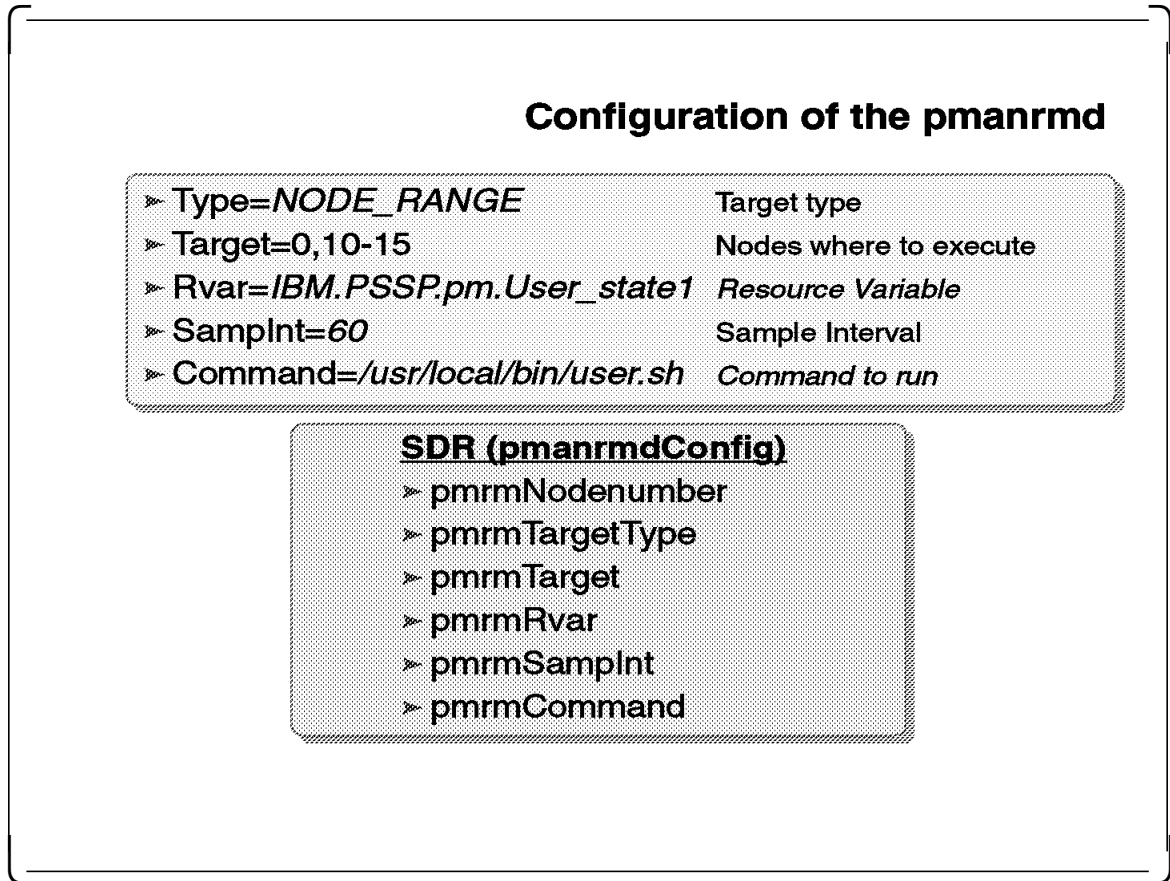 Configuration of the pmanrmd
➢ Type=NODE_RANGE Target type
➢ Target=0,10-15 Nodes where to execute
➢ Rvar=IBM.PSSP.pm.User_state1 Resource Variable
➢ SampInt=60 Sample Interval
➢ Command=/usr/local/bin/user.sh Command to run
SDR (pmanrmdConfig)
➢ pmrmNodenumber
➢ pmrmTargetType
➢ pmrmTarget
➢ pmrmRvar
➢ pmrmSampInt
➢ pmrmCommand